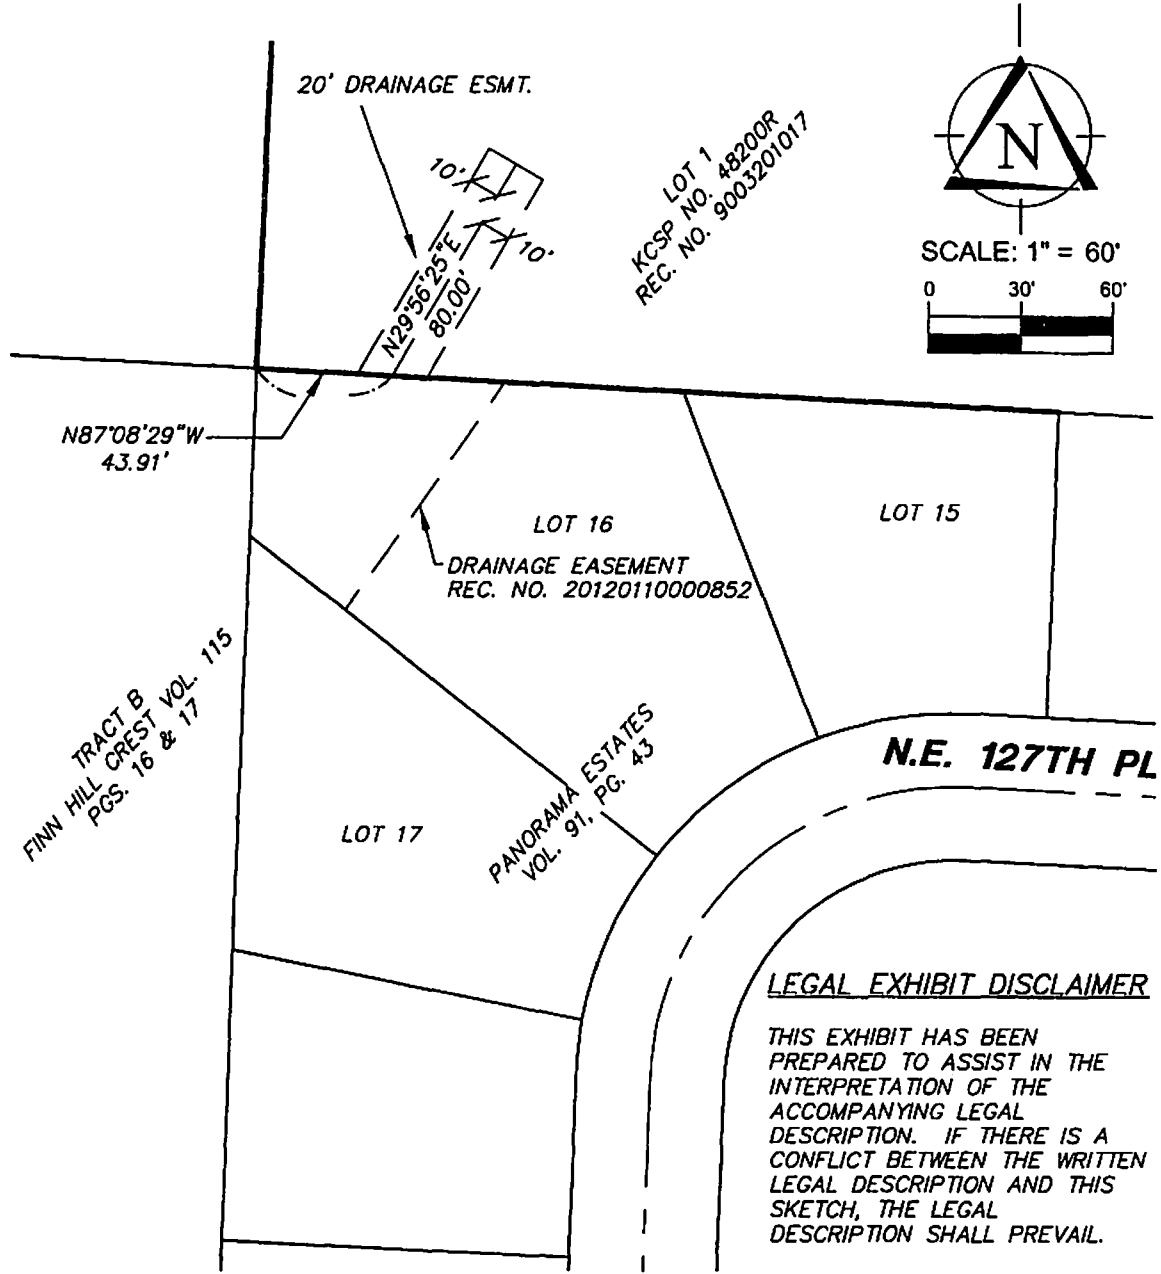 20' DRAINAGE ESMT.
N
SCALE: 1" = 60'
0 30' 60'
10'
10'
N29°56'25"E
80.00'
LOT 1
KCSP NO. 48200R
REC. NO. 9003201017
N87°08'29"W
43.91'
LOT 16
LOT 15
DRAINAGE EASEMENT
REC. NO. 20120110000852
TRACT B
FINN HILL CREST VOL. 115
PGS. 16 & 17
PANORAMA ESTATES
VOL. 91, PG. 43
N.E. 127TH PL
LOT 17
LEGAL EXHIBIT DISCLAIMER
THIS EXHIBIT HAS BEEN
PREPARED TO ASSIST IN THE
INTERPRETATION OF THE
ACCOMPANYING LEGAL
DESCRIPTION. IF THERE IS A
CONFLICT BETWEEN THE WRITTEN
LEGAL DESCRIPTION AND THIS
SKETCH, THE LEGAL
DESCRIPTION SHALL PREVAIL.